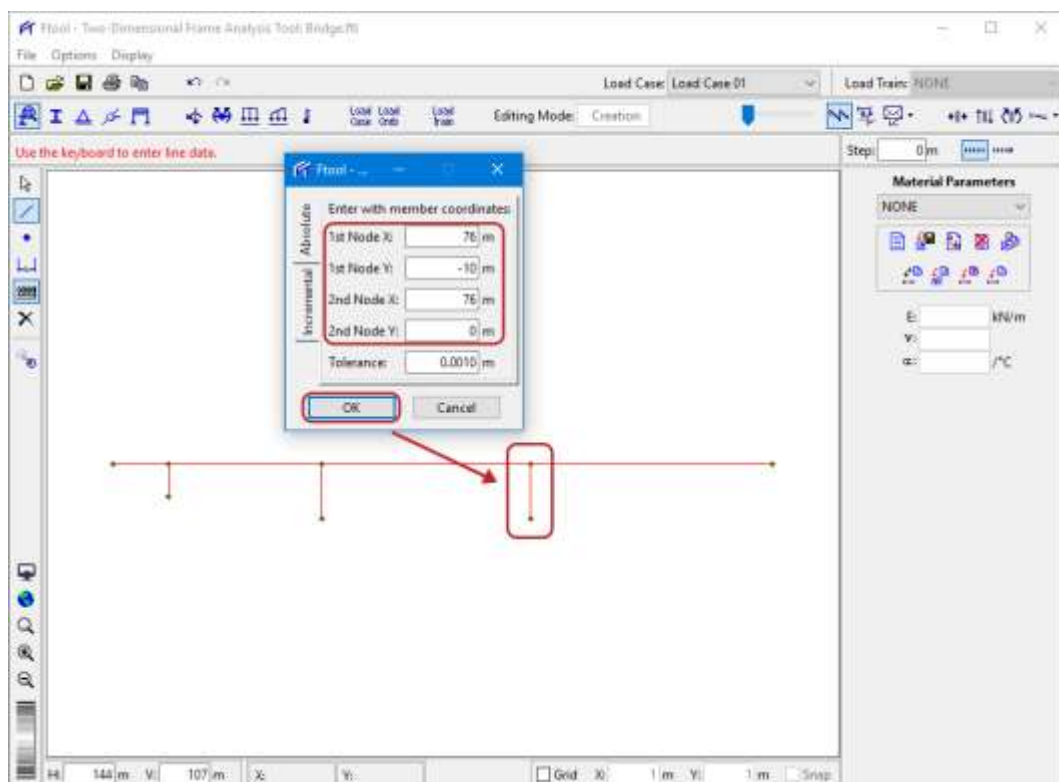 Ftool - Two-Dimensional Frame Analysis Tool: Bridge.ftl
File Options Display
Load Case: Load Case 01
Load Train: NONE
Load Case Load Comb Load Train
Editing Mode: Creation
Use the keyboard to enter line data.
Step: 0 m
Ftool - ...
Absolute
Incremental
Enter with member coordinates:
1st Node X: 76 m
1st Node Y: -10 m
2nd Node X: 76 m
2nd Node Y: 0 m
Tolerance: 0.0010 m
OK Cancel
Material Parameters
NONE
E: kN/m
ν:
α: /°C
H: 144 m V: 107 m X: Y: Grid X: 1 m Y: 1 m Snap